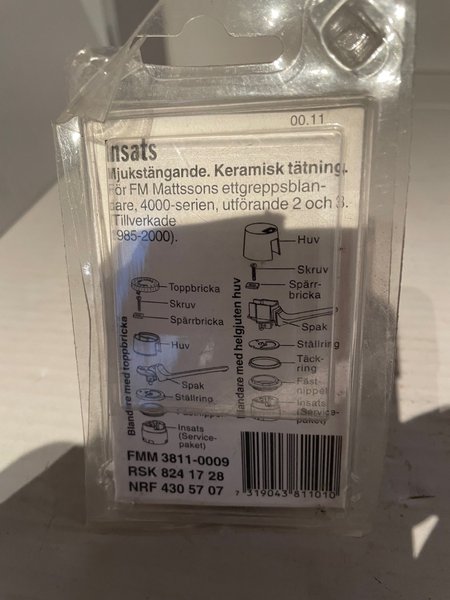 00.11
Insats
Mjukstängande. Keramisk tätning.
För FM Mattssons ettgreppsblan-
dare, 4000-serien, utförande 2 och 3.
(Tillverkade
1985-2000).
Blandare med toppbricka
Toppbricka
Skruv
Spärrbricka
Huv
Spak
Ställring
Fästnippel
Insats
(Service-
paket)
Blandare med helgjuten huv
Huv
Skruv
Spärr-
bricka
Spak
Ställring
Täck-
ring
Fäst-
nippel
Insats
(Service-
paket)
FMM 3811-0009
RSK 824 17 28
NRF 430 57 07
7 319043 811010